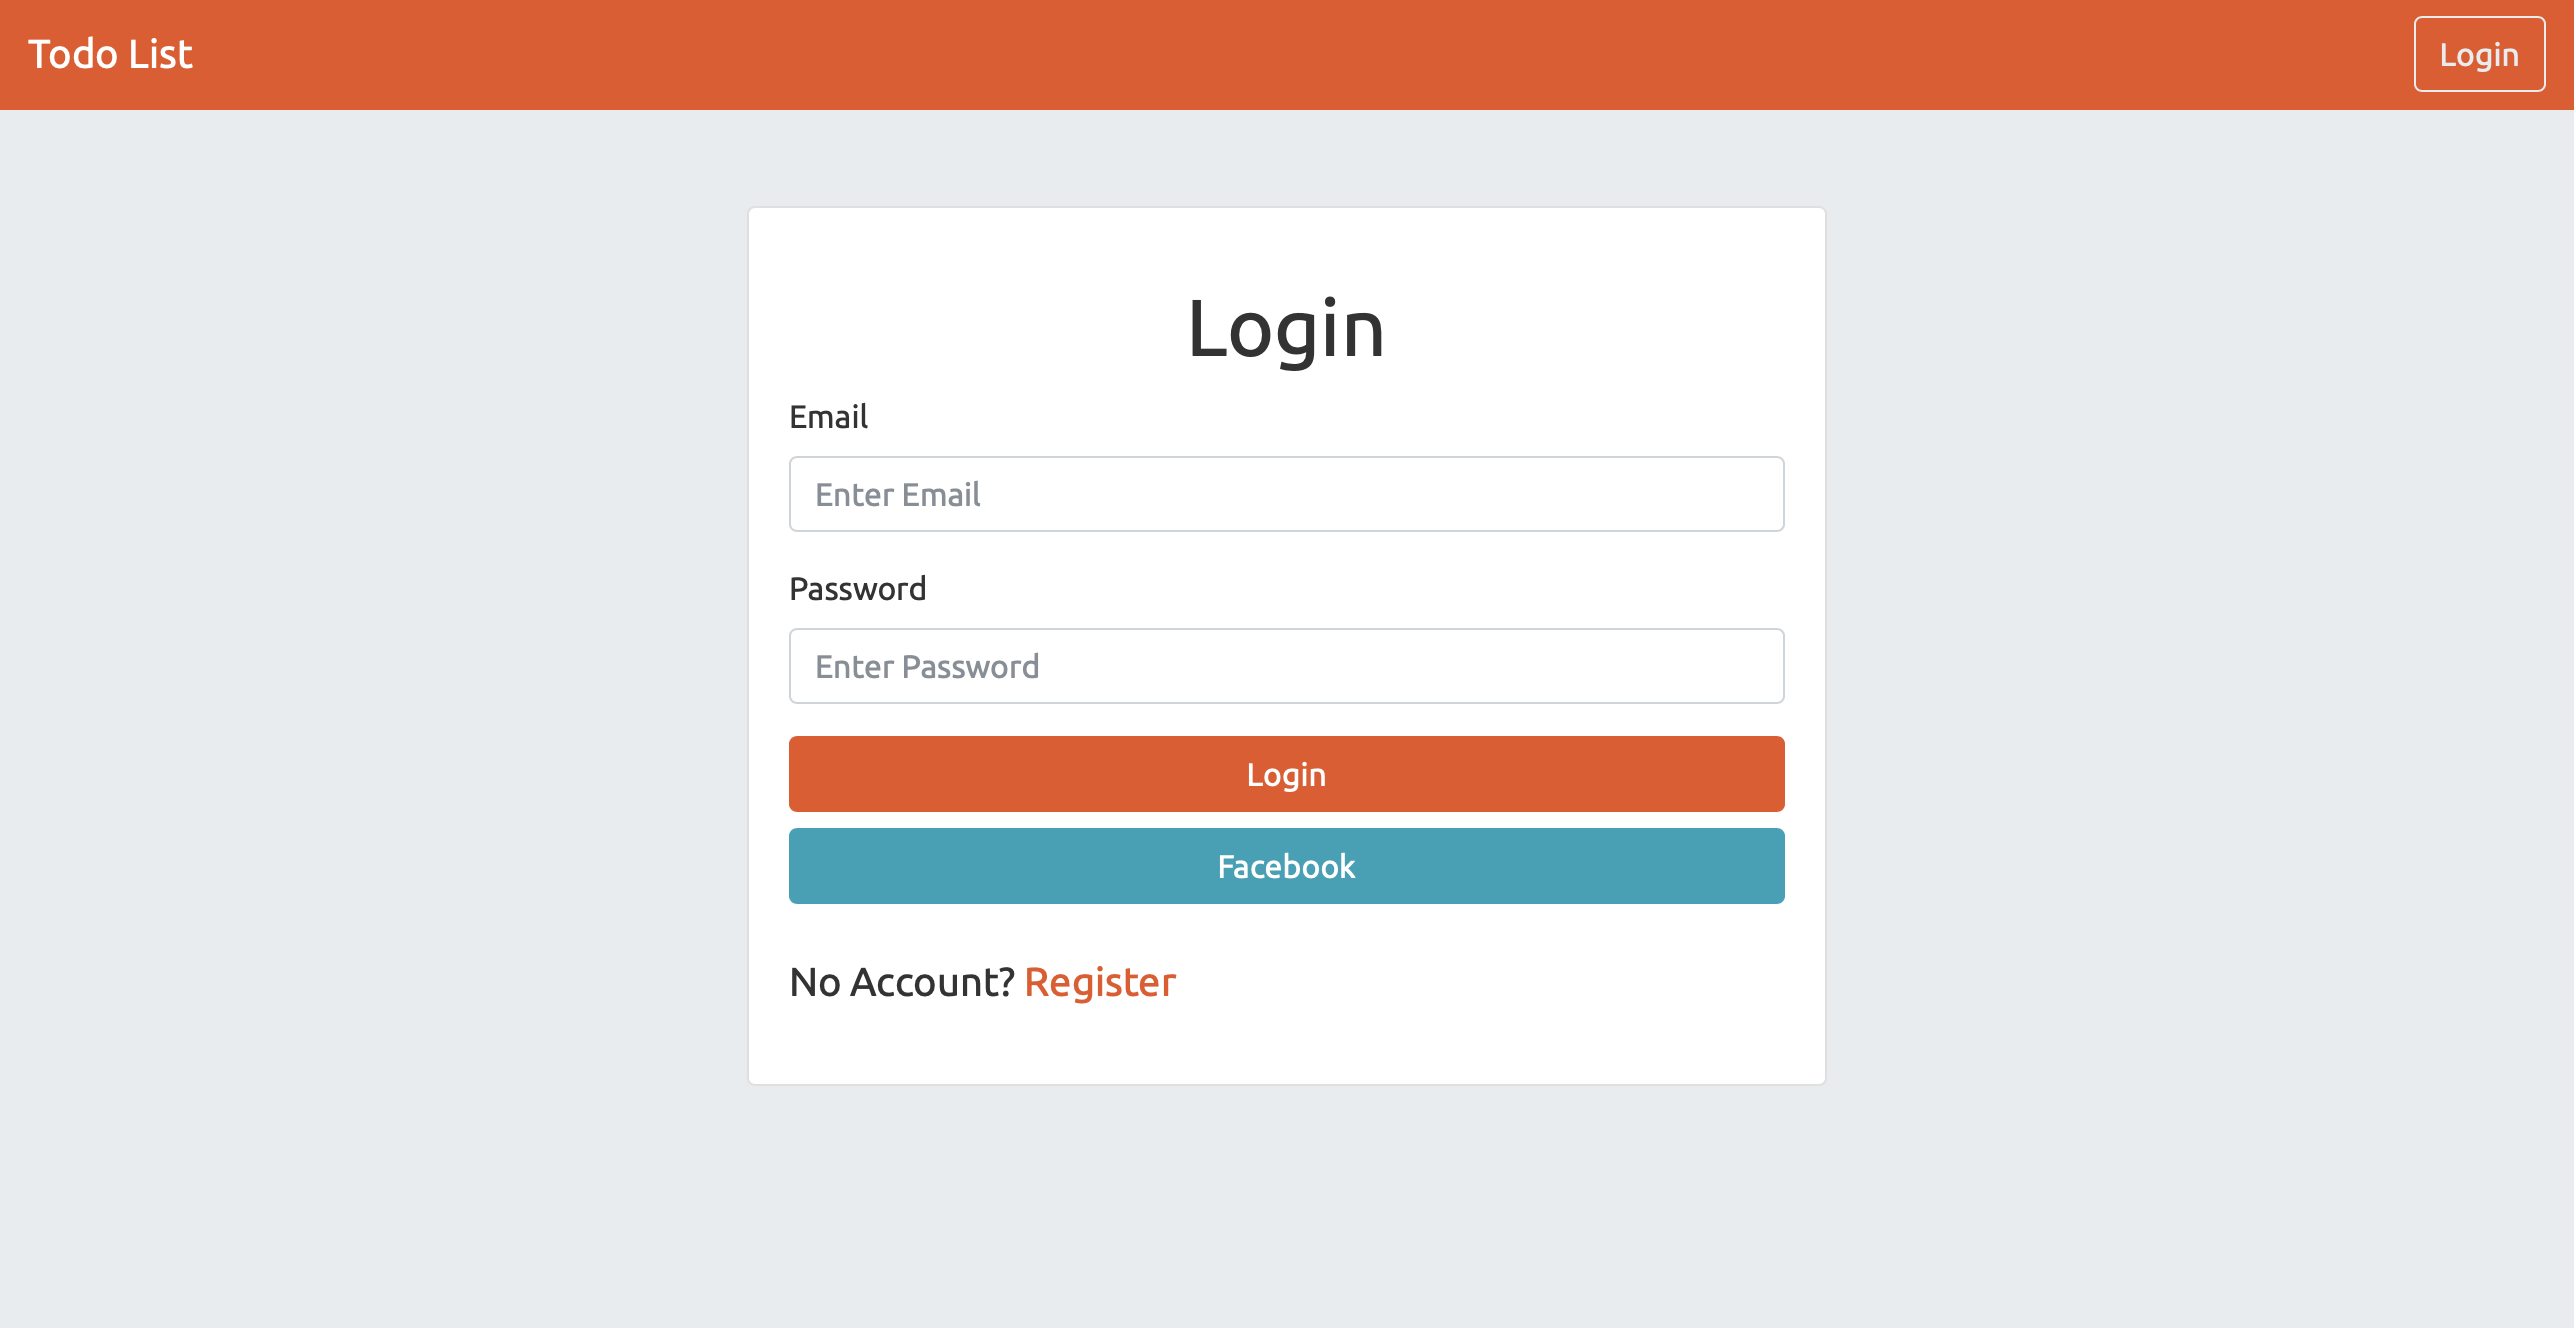 Todo List
Login
Login
Email
Enter Email
Password
Enter Password
Login
Facebook
No Account? Register